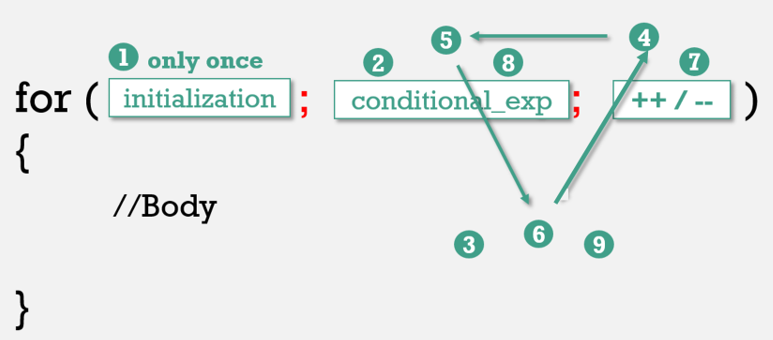 5 4
1 only once 2 8 7
for ( initialization ; conditional_exp ; ++ / -- )
{
//Body
3 6 9
}